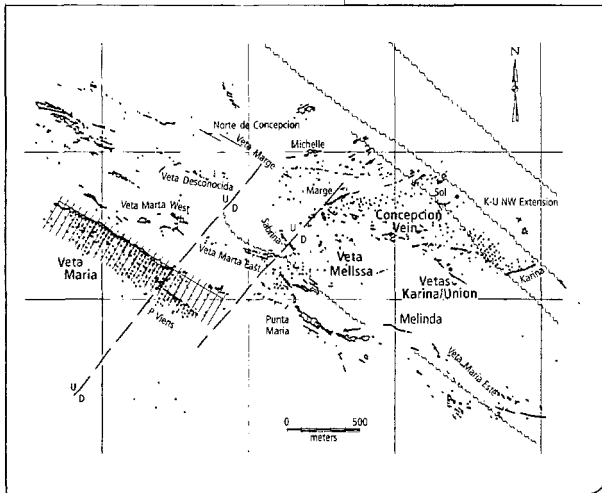 N
Norte de Concepcion
Veta Marge
Michelle
Veta Desconocida
Marge
Sol
K-U NW Extension
Veta Marta West
U
D
Sabrina
U
D
Concepcion
Vein
Veta Marta East
Veta
Maria
Veta
Melissa
Vetas
Karina/Union
Karina
P Viens
Punta
Maria
Melinda
Veta Maria Este
U
D
0 500
meters